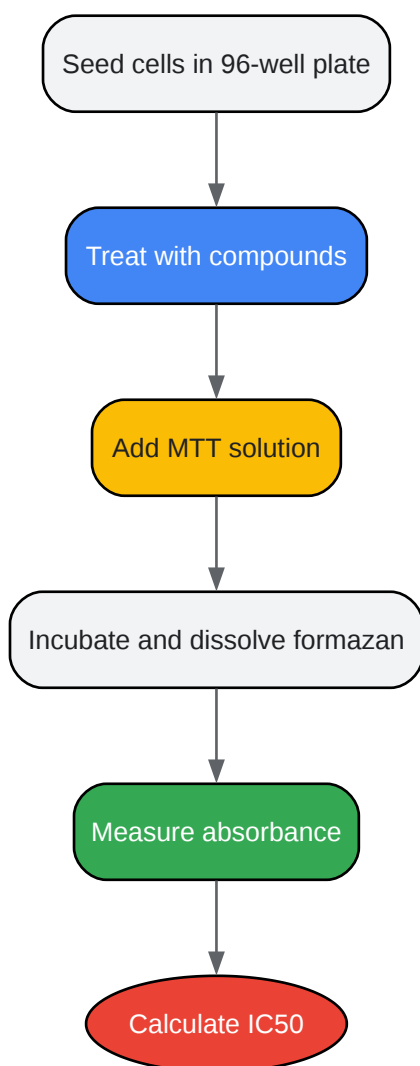 Seed cells in 96-well plate
Treat with compounds
Add MTT solution
Incubate and dissolve formazan
Measure absorbance
Calculate IC50